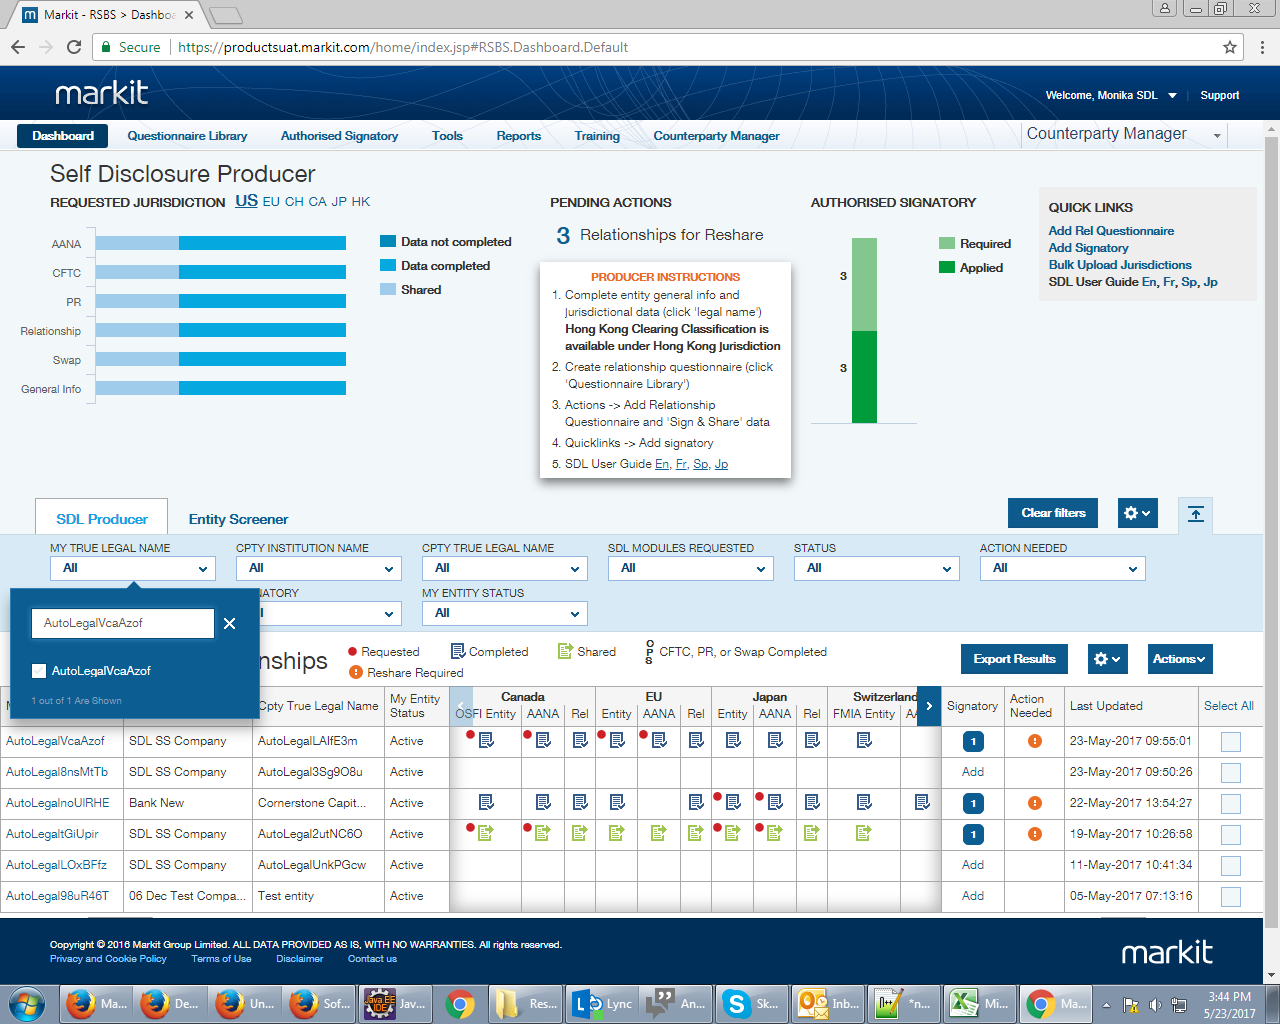 Markit - RSBS > Dashbo
Secure https://productsuat.markit.com/home/index.jsp#RSBS.Dashboard.Default
markit
Welcome, Monika SDL Support
Dashboard Questionnaire Library Authorised Signatory Tools Reports Training Counterparty Manager Counterparty Manager
Self Disclosure Producer
REQUESTED JURISDICTION US EU CH CA JP HK
AANA
CFTC
PR
Relationship
Swap
General Info
Data not completed
Data completed
Shared
PENDING ACTIONS
3 Relationships for Reshare
PRODUCER INSTRUCTIONS
1. Complete entity general info and
jurisdictional data (click 'legal name')
Hong Kong Clearing Classification is
available under Hong Kong Jurisdiction
2. Create relationship questionnaire (click
'Questionnaire Library')
3. Actions -> Add Relationship
Questionnaire and 'Sign & Share' data
4. Quicklinks -> Add signatory
5. SDL User Guide En, Fr, Sp, Jp
AUTHORISED SIGNATORY
3
3
Required
Applied
QUICK LINKS
Add Rel Questionnaire
Add Signatory
Bulk Upload Jurisdictions
SDL User Guide En, Fr, Sp, Jp
SDL Producer Entity Screener Clear filters
MY TRUE LEGAL NAME CPTY INSTITUTION NAME CPTY TRUE LEGAL NAME SDL MODULES REQUESTED STATUS ACTION NEEDED
All All All All All All
NATORY MY ENTITY STATUS
All
AutoLegalVcaAzof
AutoLegalVcaAzof
1 out of 1 Are Shown
nships
Requested Completed Shared OPS CFTC, PR, or Swap Completed
Reshare Required
Export Results Actions
Cpty True Legal Name My Entity Status Canada EU Japan Switzerland Signatory Action Needed Last Updated Select All
OSFI Entity AANA Rel Entity AANA Rel Entity AANA Rel FMIA Entity
AutoLegalVcaAzof SDL SS Company AutoLegalLAIfE3m Active 1 23-May-2017 09:55:01
AutoLegal8nsMtTb SDL SS Company AutoLegal3Sg9O8u Active Add 23-May-2017 09:50:26
AutoLegalnoUIRHE Bank New Cornerstone Capit... Active 1 22-May-2017 13:54:27
AutoLegaltGiUpir SDL SS Company AutoLegal2utNC6O Active 1 19-May-2017 10:26:58
AutoLegalLOxBFfz SDL SS Company AutoLegalUnkPGcw Active Add 11-May-2017 10:41:34
AutoLegal98uR46T 06 Dec Test Compa... Test entity Active Add 05-May-2017 07:13:16
Copyright © 2016 Markit Group Limited. ALL DATA PROVIDED AS IS, WITH NO WARRANTIES. All rights reserved.
Privacy and Cookie Policy Terms of Use Disclaimer Contact us
markit
Ma... De... Un... Sof... Java EE IDE Jav... Res... Lync An... Sk... Inb... *n... Mi... Ma...
3:44 PM
5/23/2017